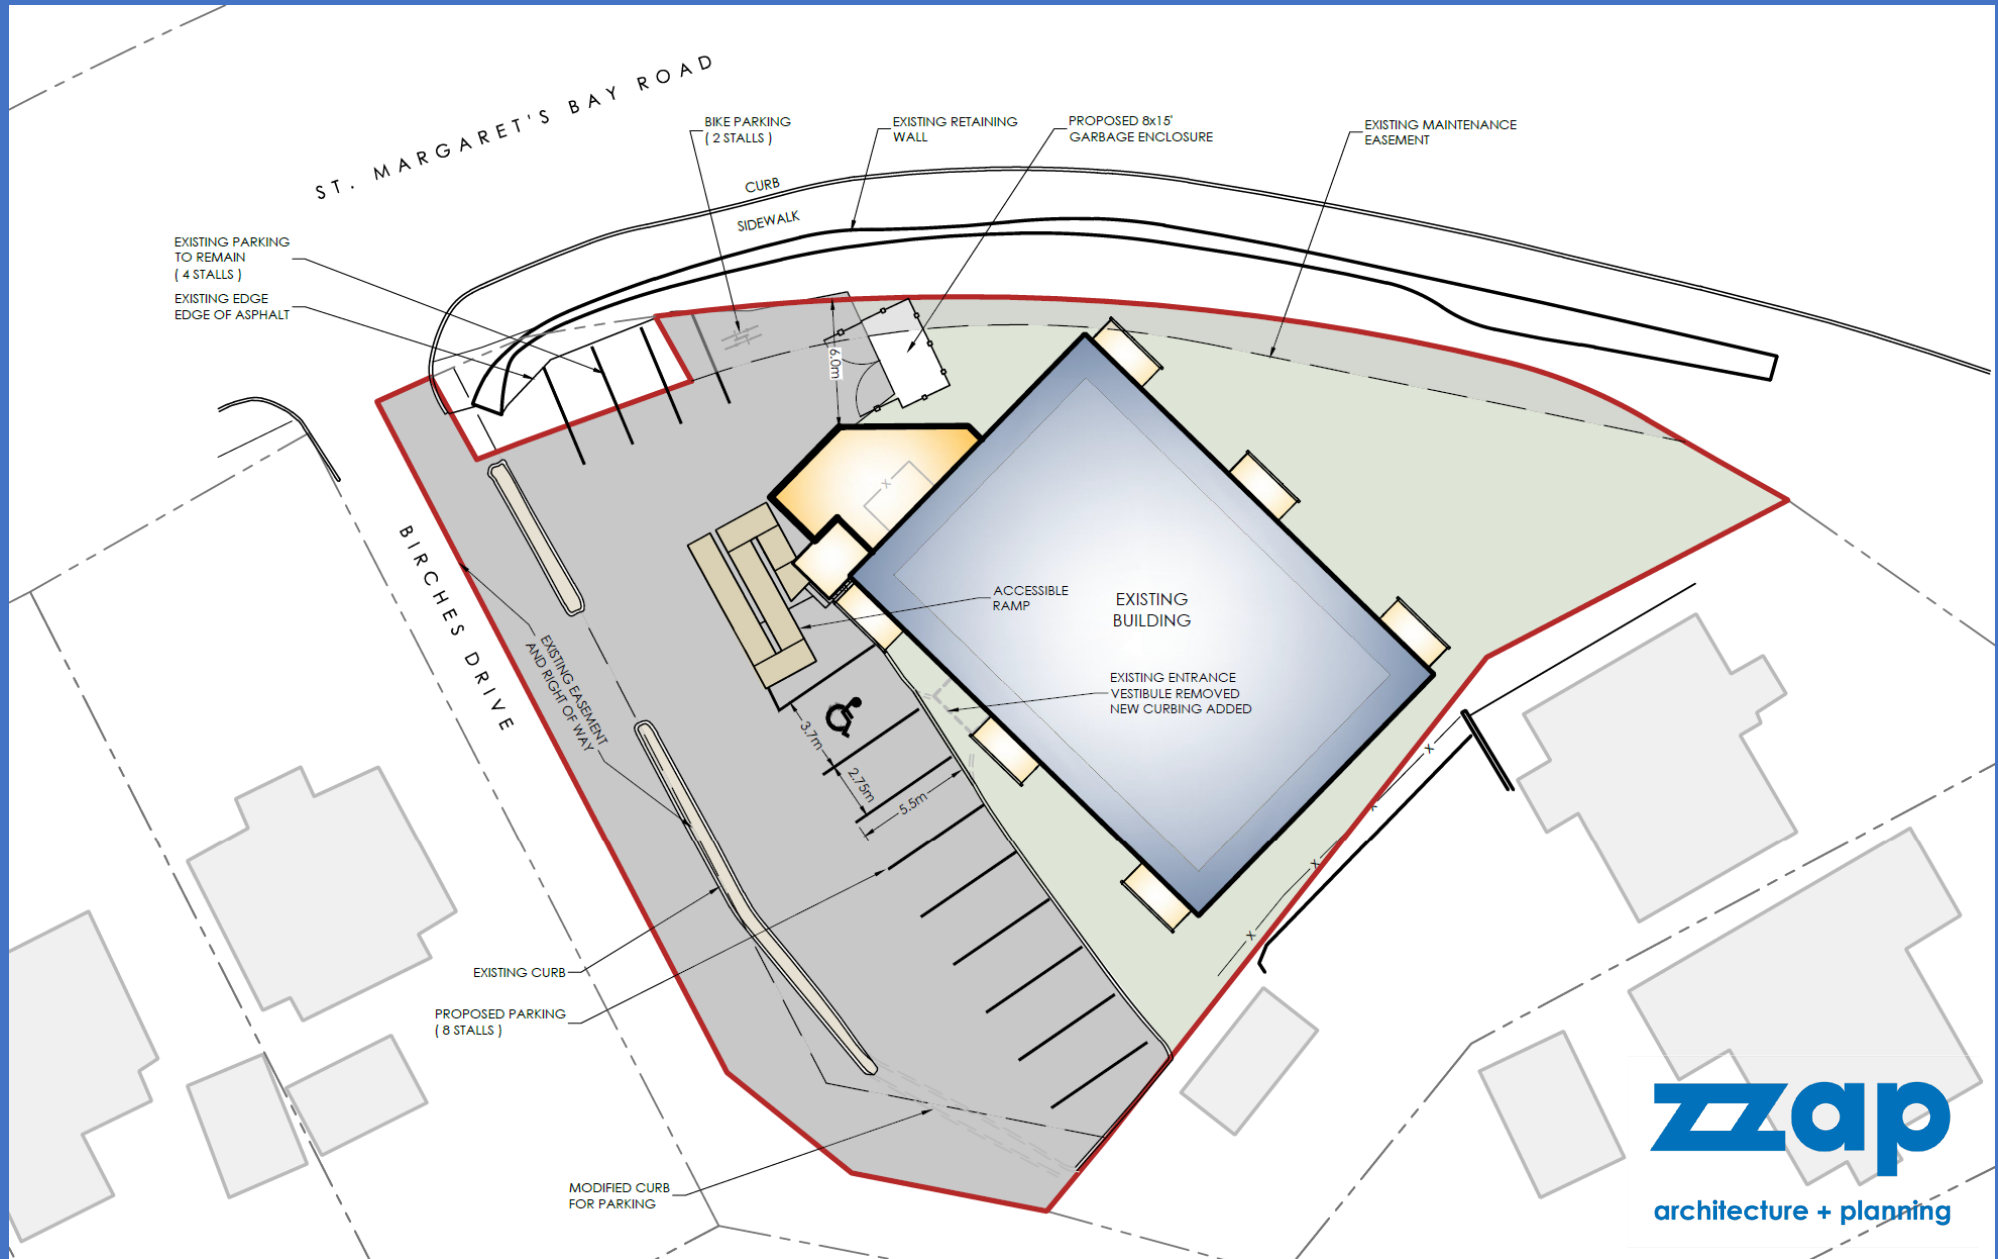 ST. MARGARET'S BAY ROAD
BIKE PARKING
( 2 STALLS )
EXISTING RETAINING
WALL
PROPOSED 8x15'
GARBAGE ENCLOSURE
EXISTING MAINTENANCE
EASEMENT
CURB
SIDEWALK
EXISTING PARKING
TO REMAIN
( 4 STALLS )
EXISTING EDGE
EDGE OF ASPHALT
6.0m
X
BIRCHES DRIVE
EXISTING EASEMENT
AND RIGHT OF WAY
ACCESSIBLE
RAMP
EXISTING
BUILDING
EXISTING ENTRANCE
VESTIBULE REMOVED
NEW CURBING ADDED
3.7m
2.75m
5.5m
X
X
X
X
EXISTING CURB
PROPOSED PARKING
( 8 STALLS )
MODIFIED CURB
FOR PARKING
zzap
architecture + planning